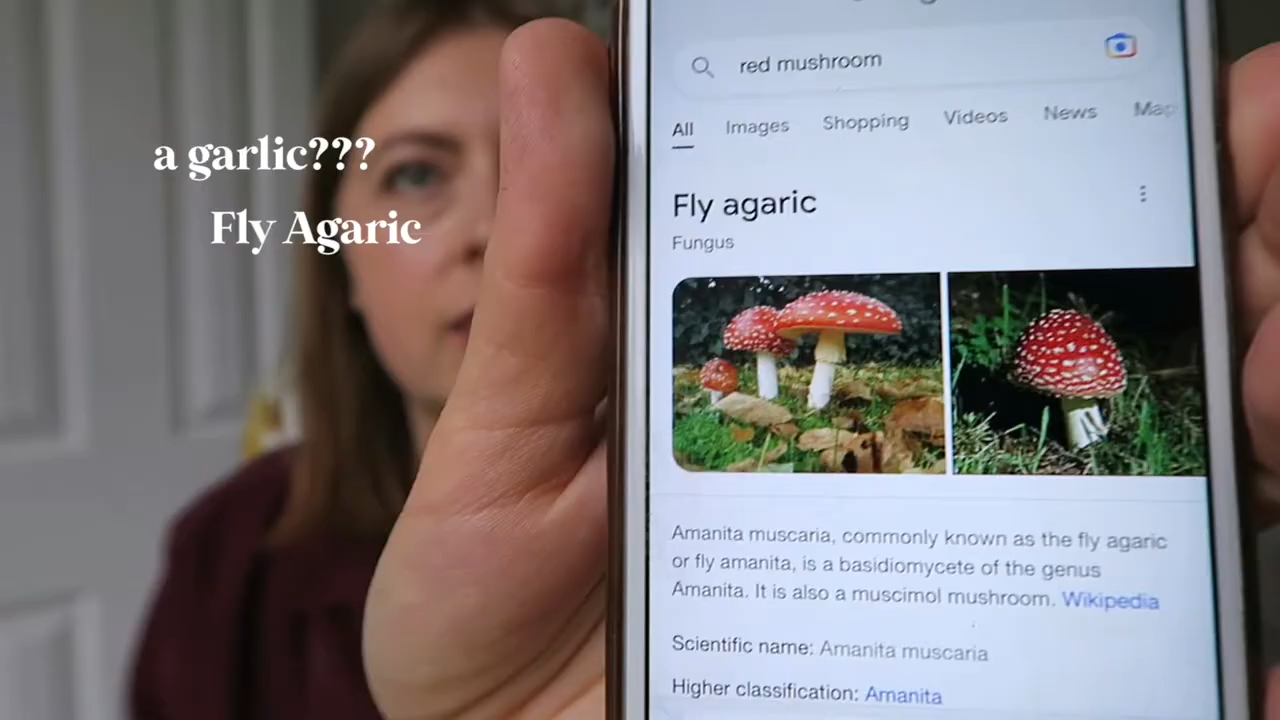 a garlic???
Fly Agaric
red mushroom
All Images Shopping Videos News Map
Fly agaric
Fungus
Amanita muscaria, commonly known as the fly agaric
or fly amanita, is a basidiomycete of the genus
Amanita. It is also a muscimol mushroom. Wikipedia
Scientific name: Amanita muscaria
Higher classification: Amanita